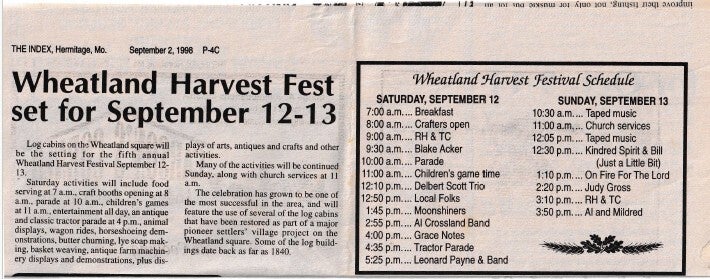 improve their fishing, not only for muskie but for all
THE INDEX, Hermitage, Mo. September 2, 1998 P-4C
Wheatland Harvest Fest
set for September 12-13
Log cabins on the Wheatland square will
be the setting for the fifth annual
Wheatland Harvest Festival September 12-
13.
Saturday activities will include food
serving at 7 a.m., craft booths opening at 8
a.m., parade at 10 a.m., children's games
at 11 a.m., entertainment all day, an antique
and classic tractor parade at 4 p.m., animal
displays, wagon rides, horseshoeing dem-
onstrations, butter churning, lye soap mak-
ing, basket weaving, antique farm machin-
ery displays and demonstrations, plus dis-
plays of arts, antiques and crafts and other
activities.
Many of the activities will be continued
Sunday, along with church services at 11
a.m.
The celebration has grown to be one of
the most successful in the area, and will
feature the use of several of the log cabins
that have been restored as part of a major
pioneer settlers' village project on the
Wheatland square. Some of the log build-
ings date back as far as 1840.
Wheatland Harvest Festival Schedule
SATURDAY, SEPTEMBER 12
7:00 a.m.... Breakfast
8:00 a.m.... Crafters open
9:00 a.m.... RH & TC
9:30 a.m.... Blake Acker
10:00 a.m.... Parade
11:00 a.m.... Children's game time
12:10 p.m.... Delbert Scott Trio
12:50 p.m.... Local Folks
1:45 p.m.... Moonshiners
2:55 p.m.... Al Crossland Band
4:00 p.m.... Grace Notes
4:35 p.m.... Tractor Parade
5:25 p.m.... Leonard Payne & Band
SUNDAY, SEPTEMBER 13
10:30 a.m.... Taped music
11:00 a.m.... Church services
12:05 p.m.... Taped music
12:30 p.m.... Kindred Spirit & Bill
(Just a Little Bit)
1:10 p.m.... On Fire For The Lord
2:20 p.m.... Judy Gross
3:10 p.m.... RH & TC
3:50 p.m.... Al and Mildred